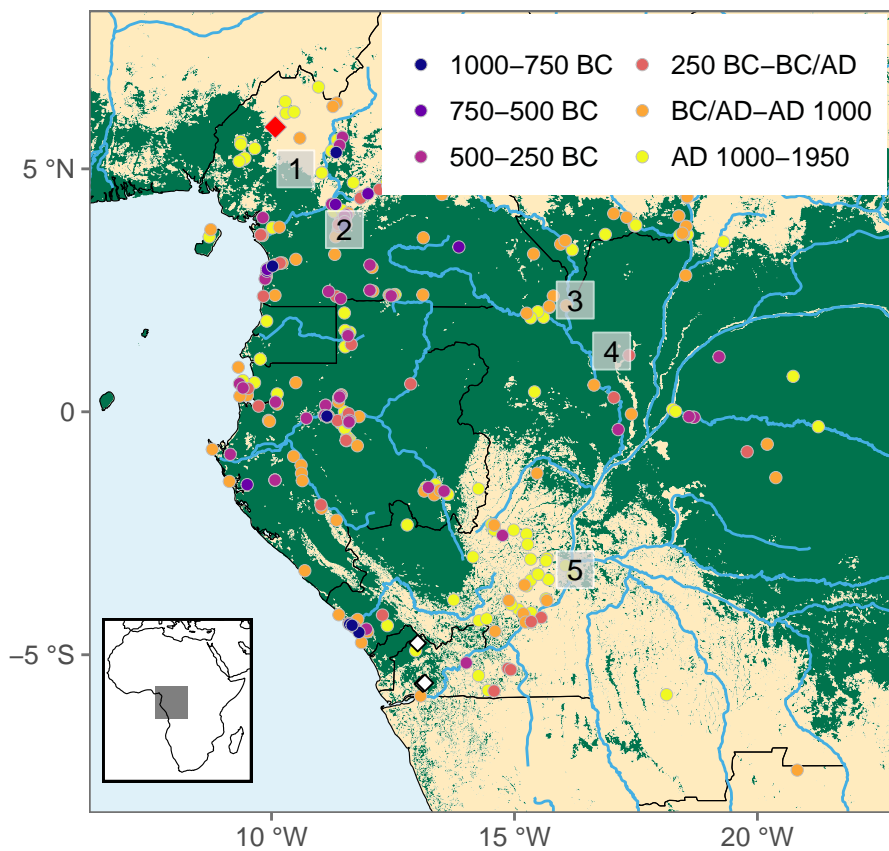 1000–750 BC
250 BC–BC/AD
750–500 BC
BC/AD–AD 1000
500–250 BC
AD 1000–1950
5 °N
1
2
3
4
0
5
–5 °S
10 °W
15 °W
20 °W